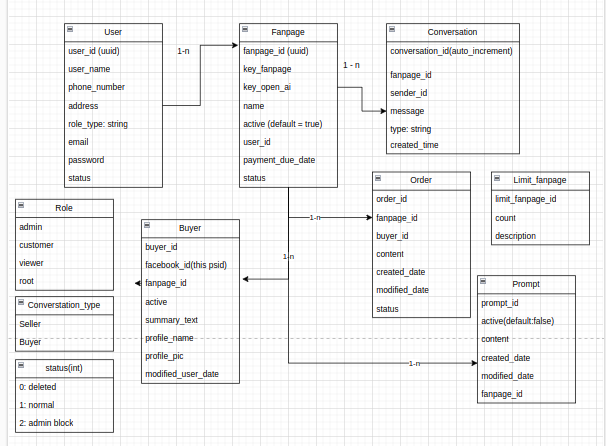 User
user_id (uuid)
user_name
phone_number
address
role_type: string
email
password
status
1-n
Fanpage
fanpage_id (uuid)
key_fanpage
key_open_ai
name
active (default = true)
user_id
payment_due_date
status
1 - n
Conversation
conversation_id(auto_increment)
fanpage_id
sender_id
message
type: string
created_time
Role
admin
customer
viewer
root
Converstation_type
Seller
Buyer
status(int)
0: deleted
1: normal
2: admin block
Buyer
buyer_id
facebook_id(this psid)
fanpage_id
active
summary_text
profile_name
profile_pic
modified_user_date
1-n
1-n
1-n
Order
order_id
fanpage_id
buyer_id
content
created_date
modified_date
status
Limit_fanpage
limit_fanpage_id
count
description
Prompt
prompt_id
active(default:false)
content
created_date
modified_date
fanpage_id